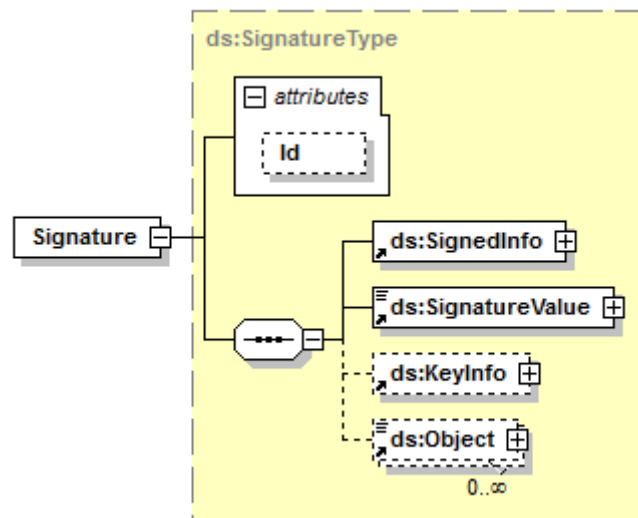 ds:SignatureType
attributes
Id
Signature
ds:SignedInfo
ds:SignatureValue
ds:KeyInfo
ds:Object
0..∞